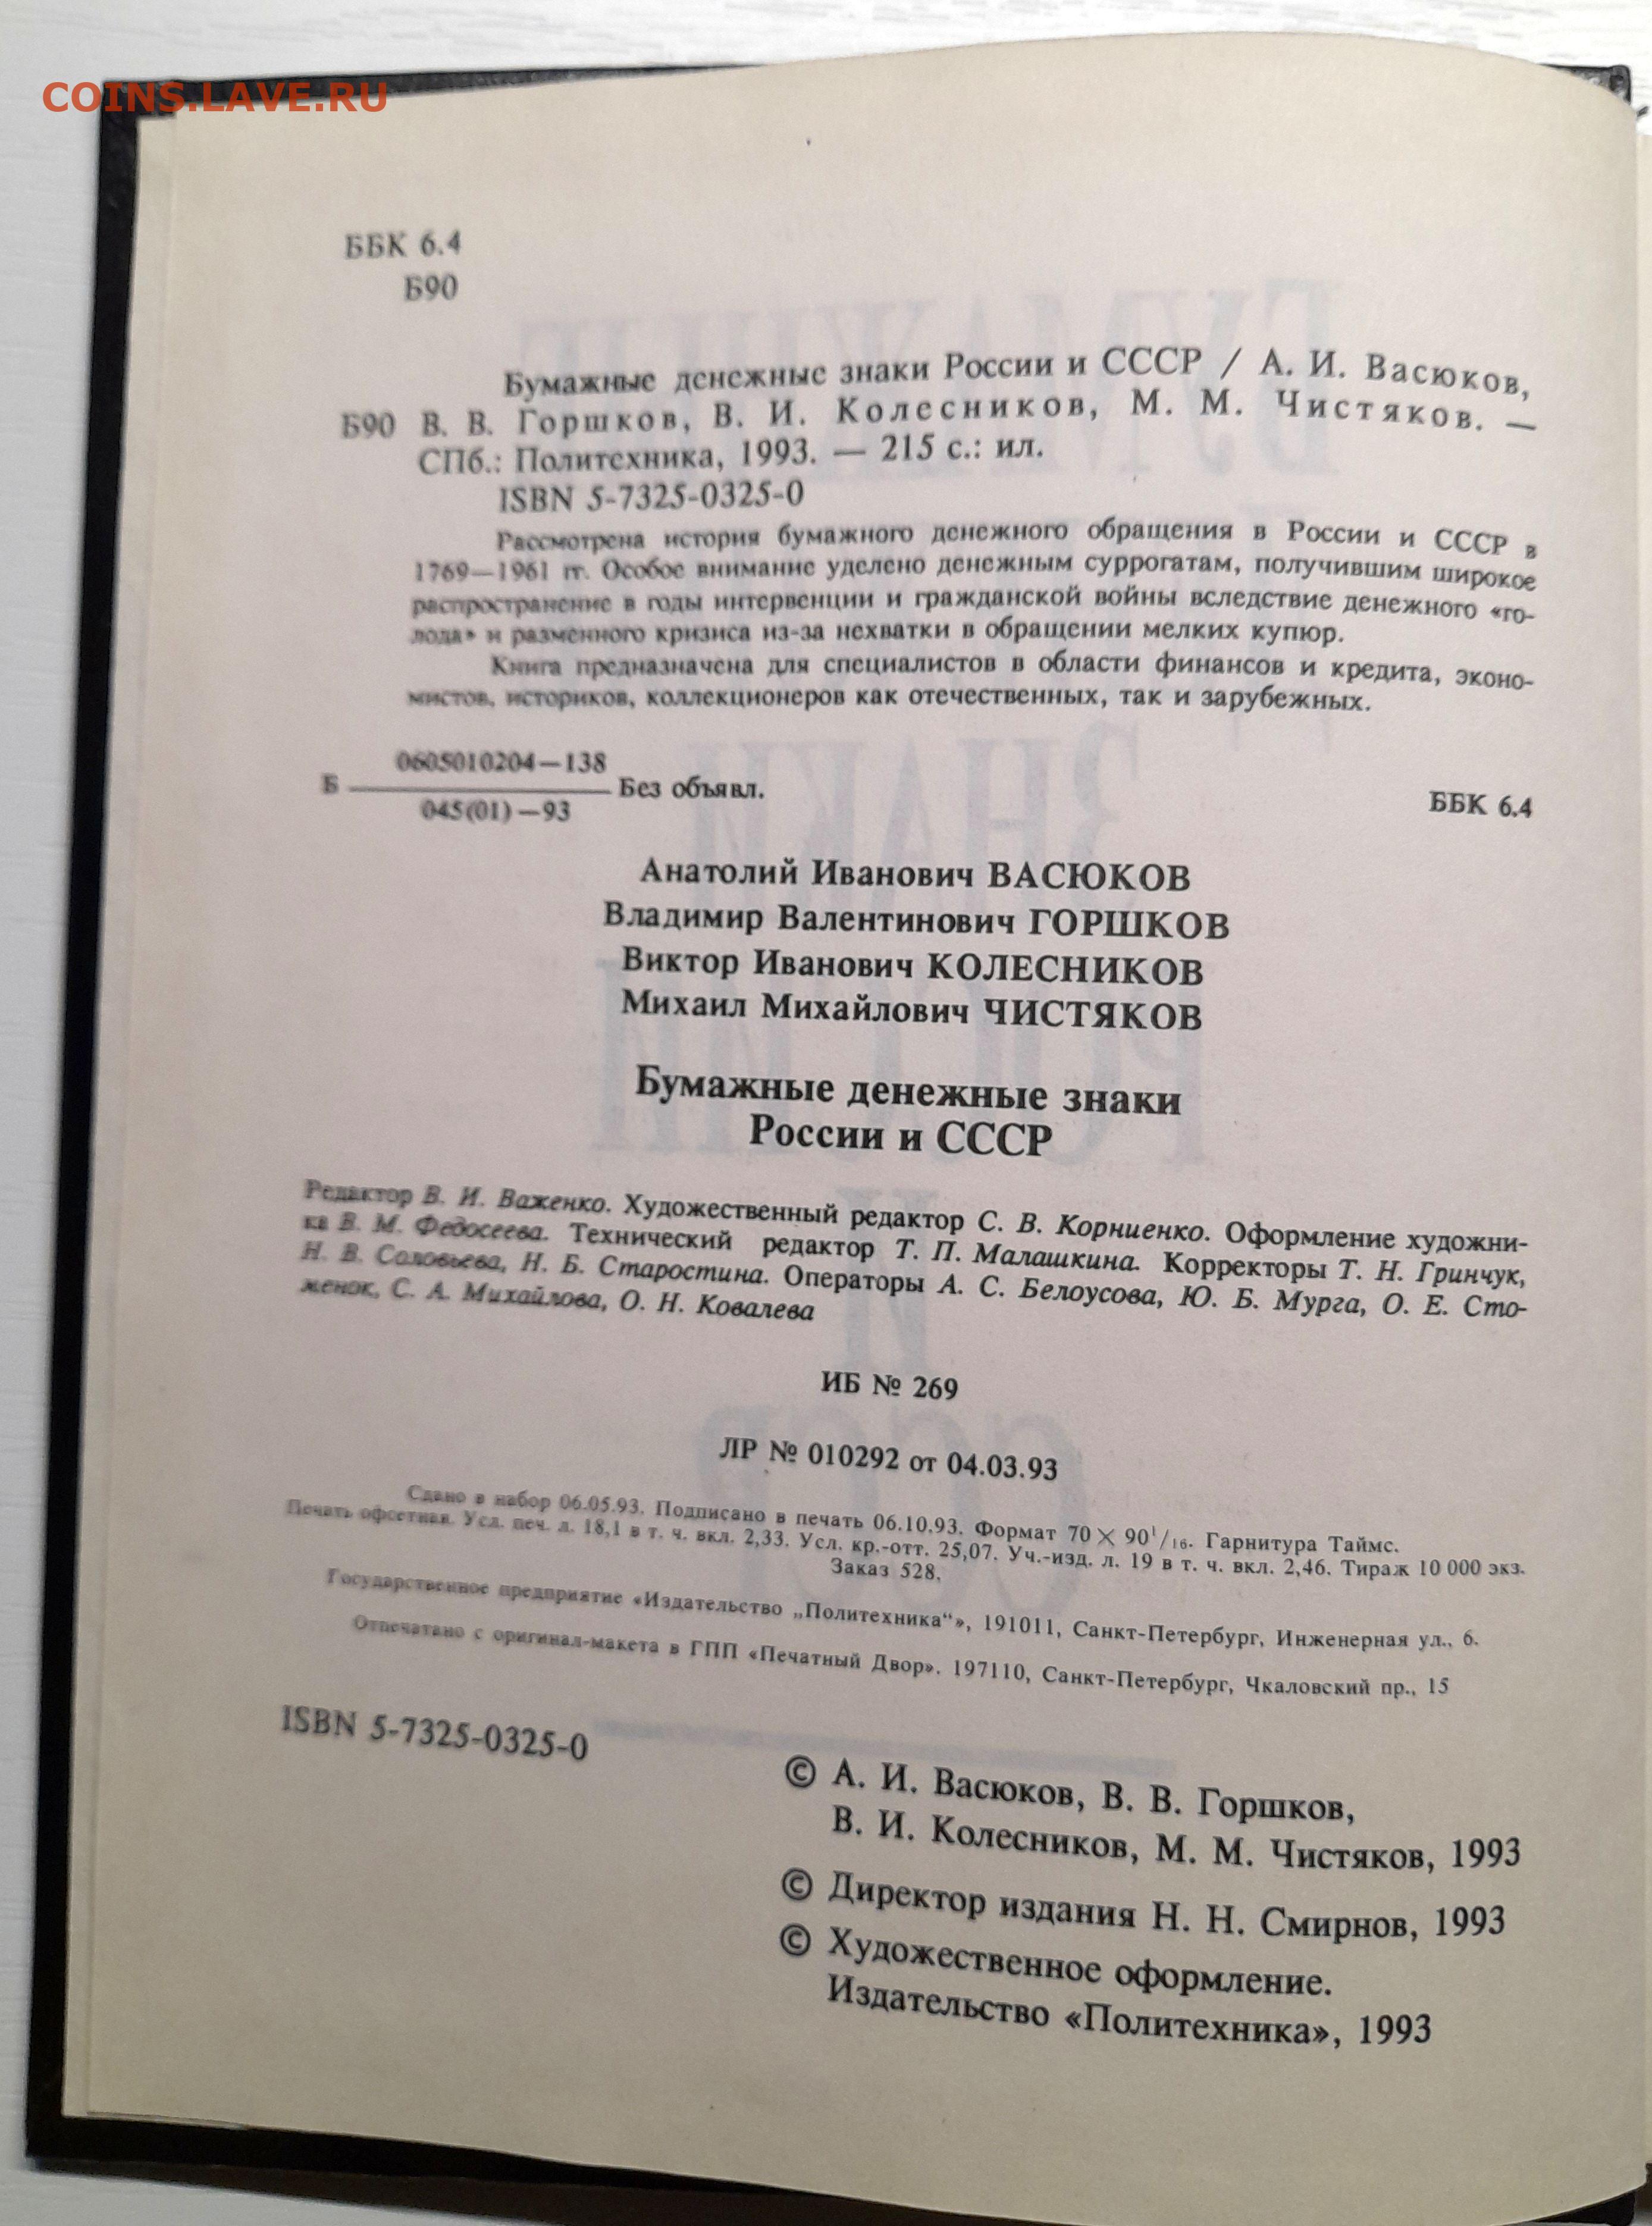 COINS.LAVE.RU
ББК 6.4
Б90
Бумажные денежные знаки России и СССР / А. И. Васюков,
Б90 В. В. Горшков, В. И. Колесников, М. М. Чистяков. —
СПб.: Политехника, 1993. — 215 с.: ил.
ISBN 5-7325-0325-0
Рассмотрена история бумажного денежного обращения в России и СССР в
1769—1961 гг. Особое внимание уделено денежным суррогатам, получившим широкое
распространение в годы интервенции и гражданской войны вследствие денежного «го-
лода» и разменного кризиса из-за нехватки в обращении мелких купюр.
Книга предназначена для специалистов в области финансов и кредита, эконо-
мистов, историков, коллекционеров как отечественных, так и зарубежных.
0605010204—138
Б ——— Без объявл.
045(01)—93
ББК 6.4
Анатолий Иванович ВАСЮКОВ
Владимир Валентинович ГОРШКОВ
Виктор Иванович КОЛЕСНИКОВ
Михаил Михайлович ЧИСТЯКОВ
Бумажные денежные знаки
России и СССР
Редактор В. И. Важенко. Художественный редактор С. В. Корниенко. Оформление художни-
ка В. М. Федосеева. Технический редактор Т. П. Малашкина. Корректоры Т. Н. Гринчук,
Н. В. Соловьева, Н. Б. Старостина. Операторы А. С. Белоусова, Ю. Б. Мурга, О. Е. Сто-
женок, С. А. Михайлова, О. Н. Ковалева
ИБ № 269
ЛР № 010292 от 04.03.93
Сдано в набор 06.05.93. Подписано в печать 06.10.93. Формат 70×90¹/₁₆. Гарнитура Таймс.
Печать офсетная. Усл. печ. л. 18,1 в т. ч. вкл. 2,33. Усл. кр.-отт. 25,07. Уч.-изд. л. 19 в т. ч. вкл. 2,46. Тираж 10 000 экз.
Заказ 528.
Государственное предприятие «Издательство „Политехника“», 191011, Санкт-Петербург, Инженерная ул., 6.
Отпечатано с оригинал-макета в ГПП «Печатный Двор». 197110, Санкт-Петербург, Чкаловский пр., 15
ISBN 5-7325-0325-0
© А. И. Васюков, В. В. Горшков,
В. И. Колесников, М. М. Чистяков, 1993
© Директор издания Н. Н. Смирнов, 1993
© Художественное оформление.
Издательство «Политехника», 1993